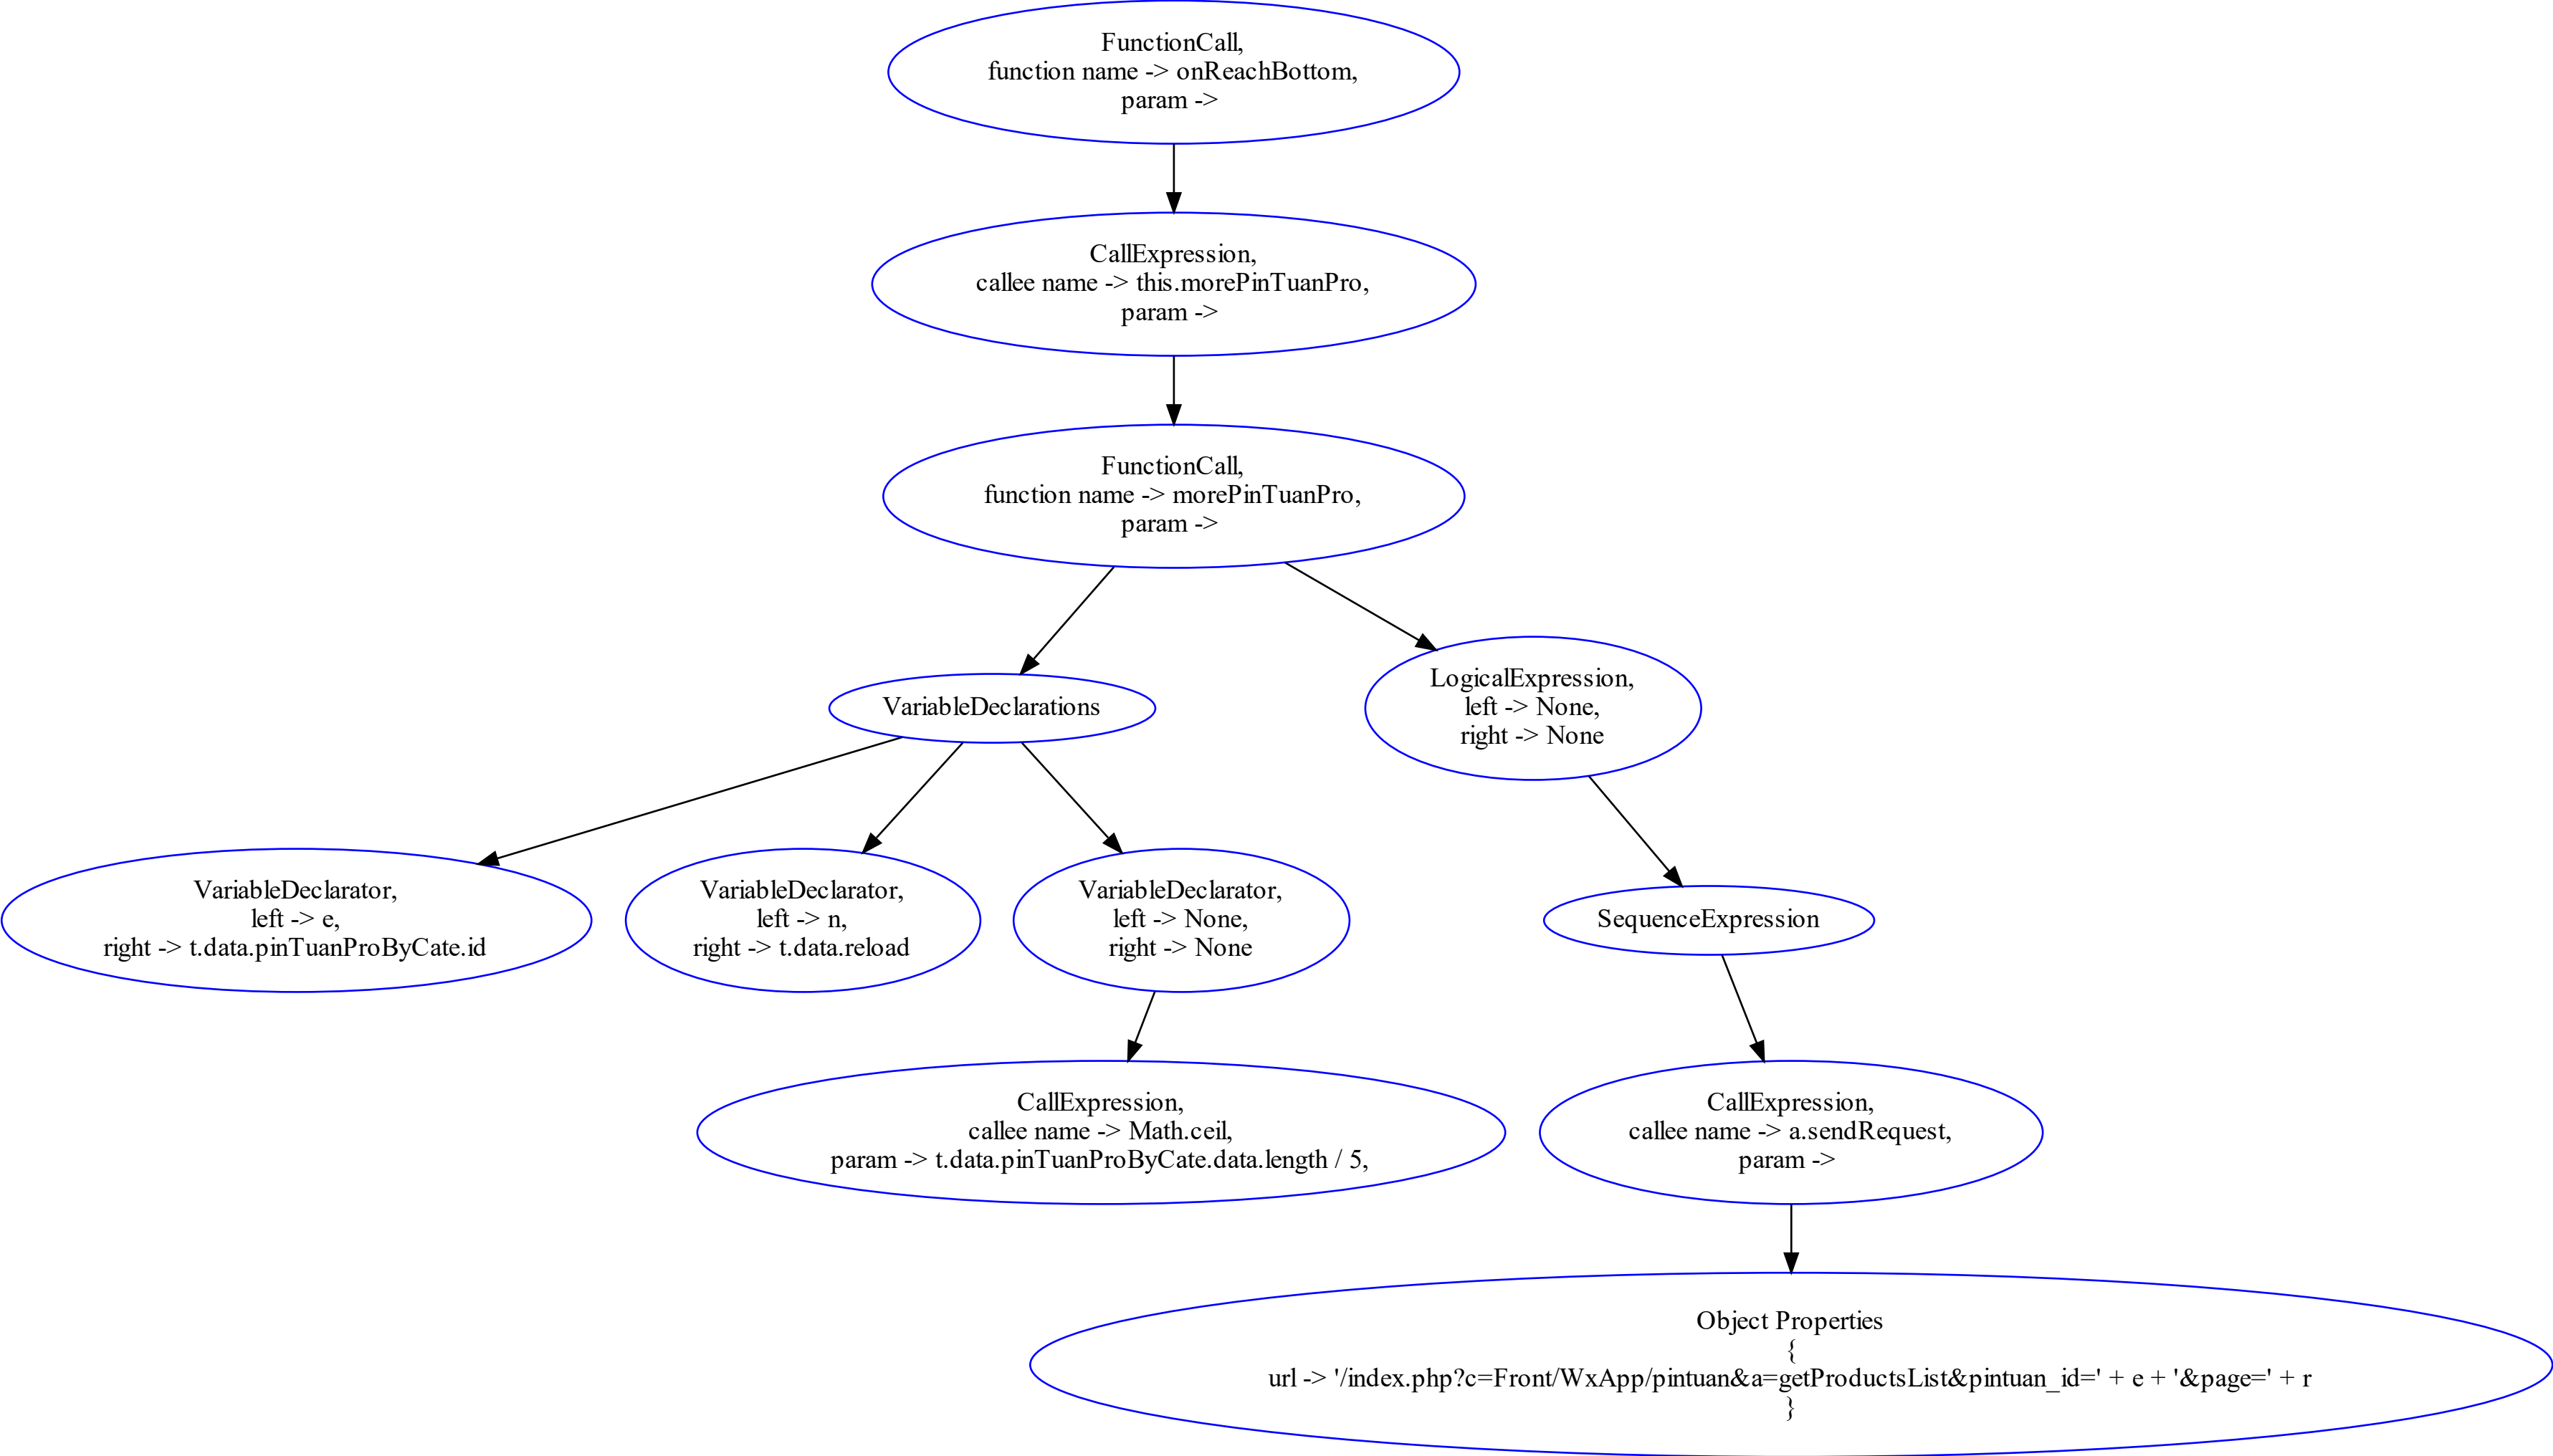 FunctionCall,
function name -> onReachBottom,
param ->
CallExpression,
callee name -> this.morePinTuanPro,
param ->
FunctionCall,
function name -> morePinTuanPro,
param ->
VariableDeclarations
LogicalExpression,
left -> None,
right -> None
VariableDeclarator,
left -> e,
right -> t.data.pinTuanProByCate.id
VariableDeclarator,
left -> n,
right -> t.data.reload
VariableDeclarator,
left -> None,
right -> None
SequenceExpression
CallExpression,
callee name -> Math.ceil,
param -> t.data.pinTuanProByCate.data.length / 5,
CallExpression,
callee name -> a.sendRequest,
param ->
Object Properties
{
url -> '/index.php?c=Front/WxApp/pintuan&a=getProductsList&pintuan_id=' + e + '&page=' + r
}